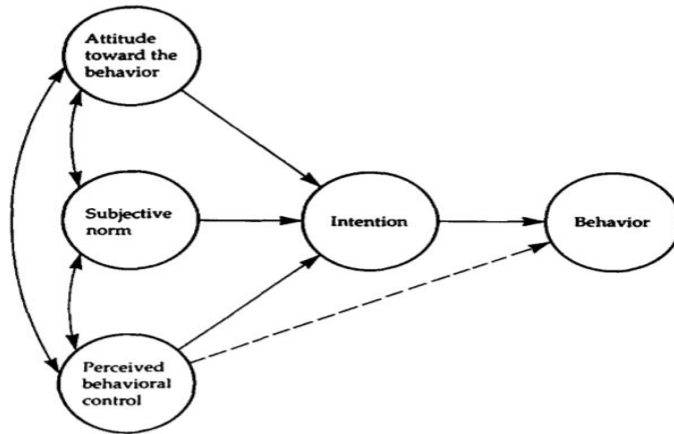 Attitude
toward the
behavior
Subjective
norm
Intention
Behavior
Perceived
behavioral
control